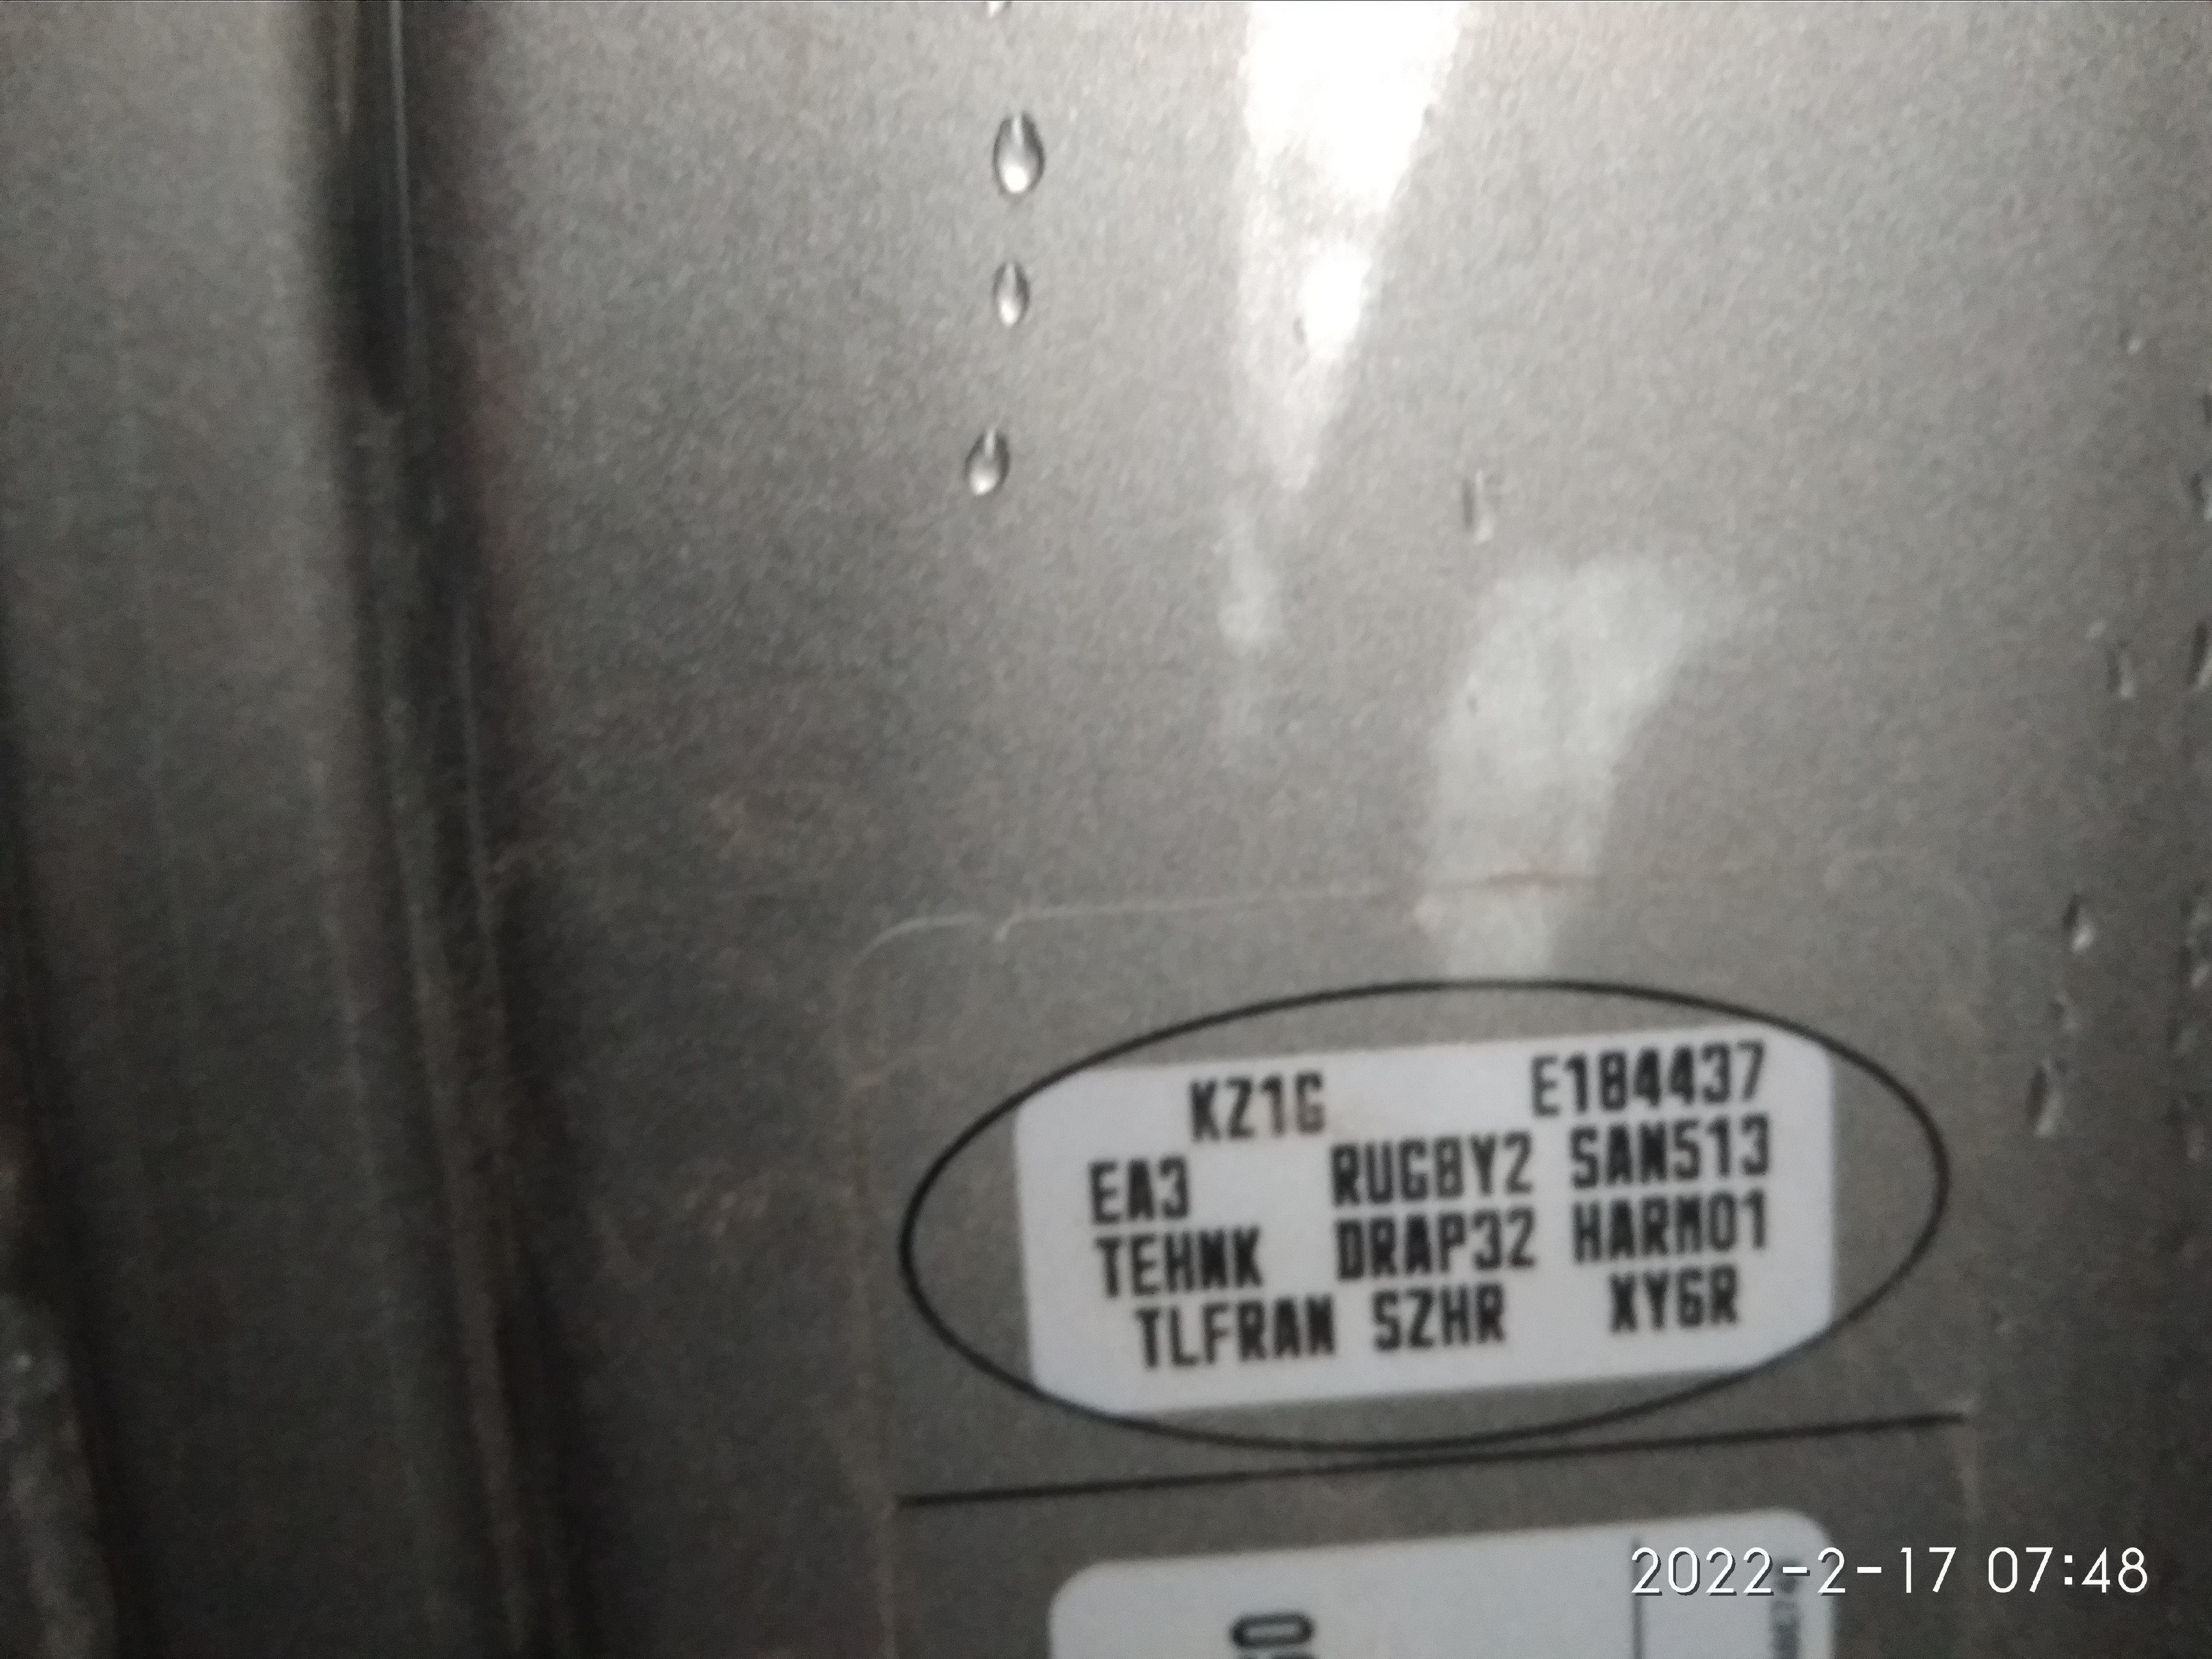 KZ1G E184437
EA3 RUGBY2 SAN513
TEHNK DRAP32 HARM01
TLFRAN SZHR XY6R
2022-2-17 07:48